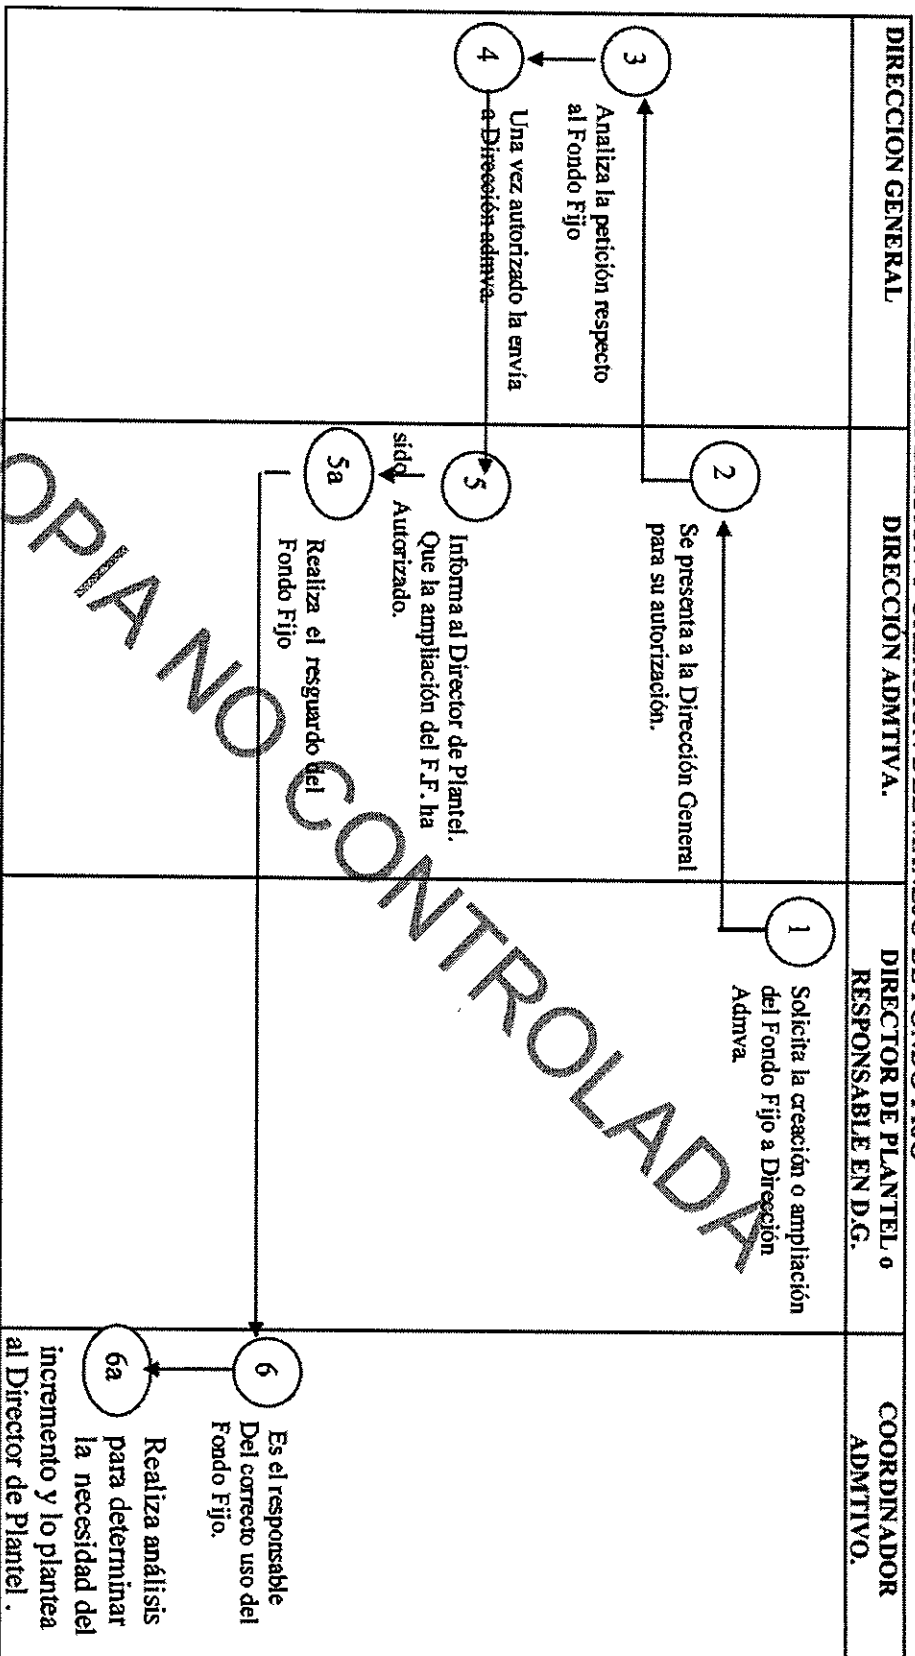 DIRECCION GENERAL
DIRECCIÓN ADMTIVA.
DIRECTOR DE PLANTEL o
RESPONSABLE EN D.G.
COORDINADOR
ADMTIVO.
1
Solicita la creación o ampliación
del Fondo Fijo a Dirección
Admva.
2
Se presenta a la Dirección General
para su autorización.
3
Analiza la petición respecto
al Fondo Fijo
4
Una vez autorizado la envía
a Dirección admva.
5
Informa al Director de Plantel.
Que la ampliación del F.F. ha
sido Autorizado.
5a
Realiza el resguardo del
Fondo Fijo
6
Es el responsable
Del correcto uso del
Fondo Fijo.
6a
Realiza análisis
para determinar
la necesidad del
incremento y lo plantea
al Director de Plantel .
OPIA NO CONTROLADA